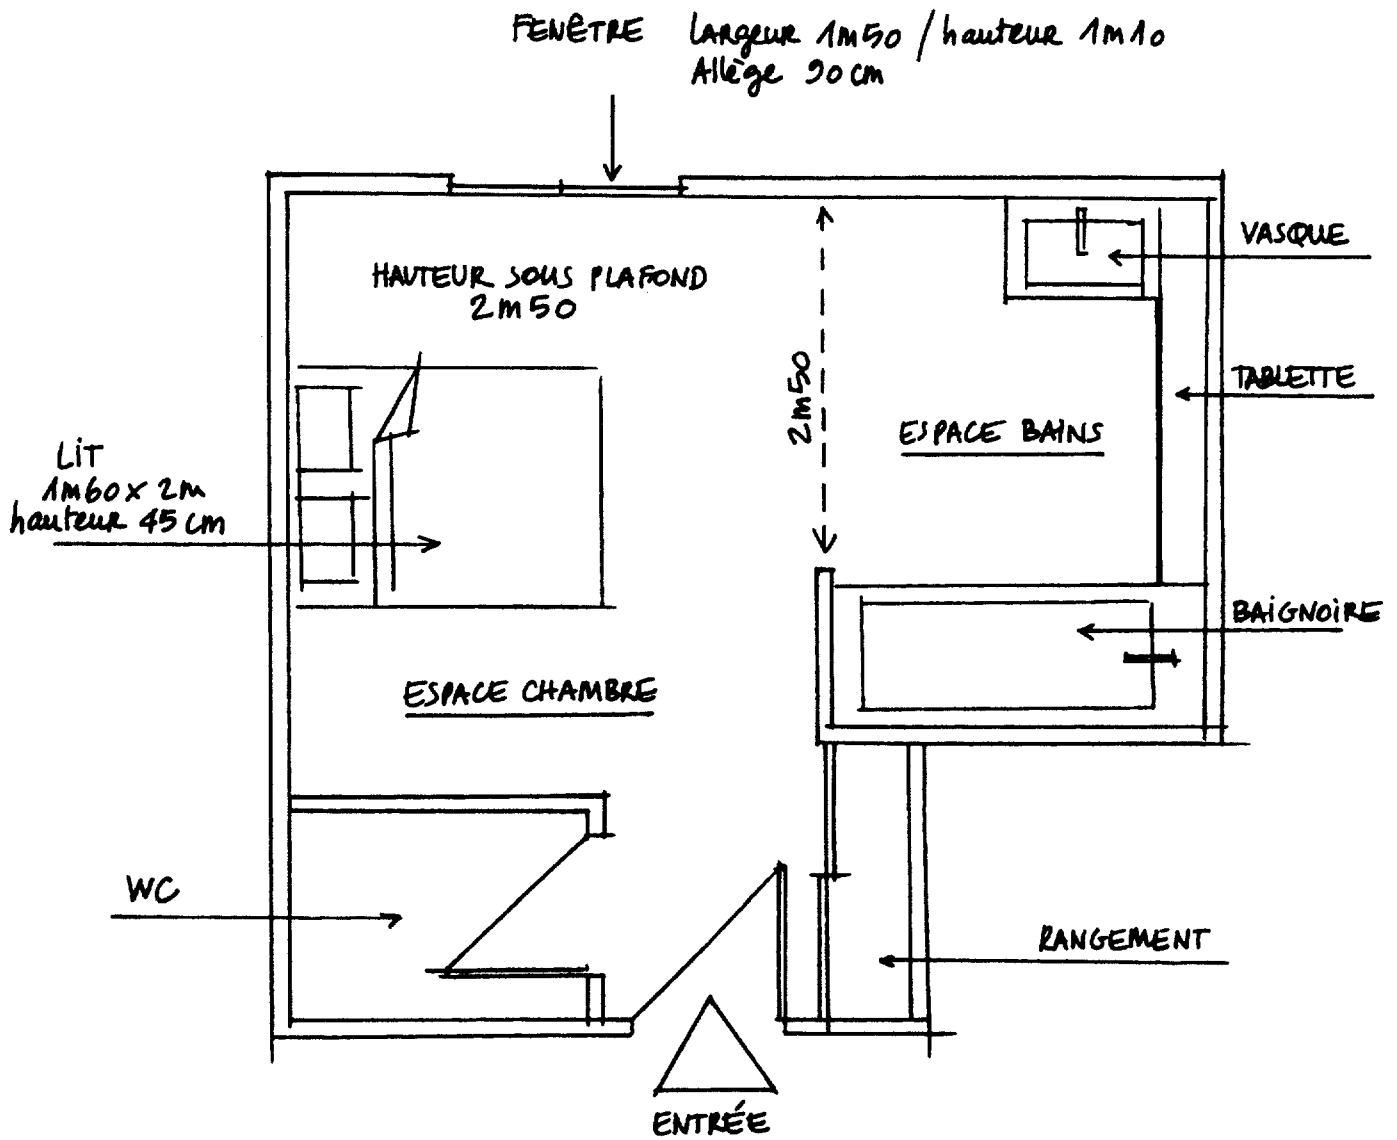 FENÊTRE Largeur 1m50 / hauteur 1m10
Allège 90 cm
HAUTEUR SOUS PLAFOND
2m50
VASQUE
2m50
TABLETTE
ESPACE BAINS
LIT
1m60 x 2m
hauteur 45 cm
BAIGNOIRE
ESPACE CHAMBRE
WC
RANGEMENT
ENTRÉE